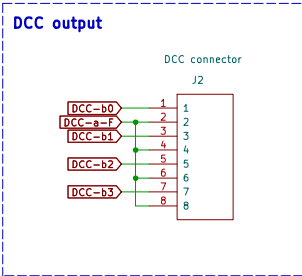 DCC output
DCC connector
J2
DCC-b0 1 1
DCC-a-F 2 2
DCC-b1 3 3
4 4
DCC-b2 5 5
6 6
DCC-b3 7 7
8 8